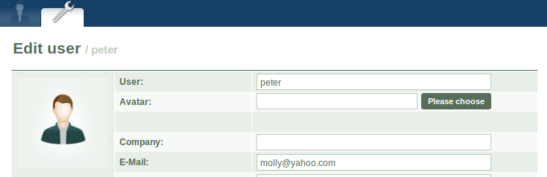 Edit user / peter
User: peter
Avatar: Please choose
Company:
E-Mail: molly@yahoo.com